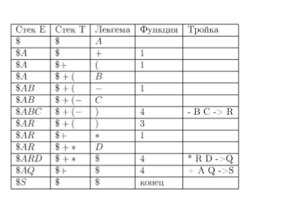 Стек E Стек T Лексема Функция Тройка
$ $ A
$A $ + 1
$A $+ ( 1
$A $+( B
$AB $+( − 1
$AB $+(− C
$ABC $+(− ) 4 - B C -> R
$AR $+( ) 3
$AR $+ * 1
$AR $+* D
$ARD $+* $ 4 * R D ->Q
$AQ $+ $ 4 + A Q ->S
$S $ $ конец